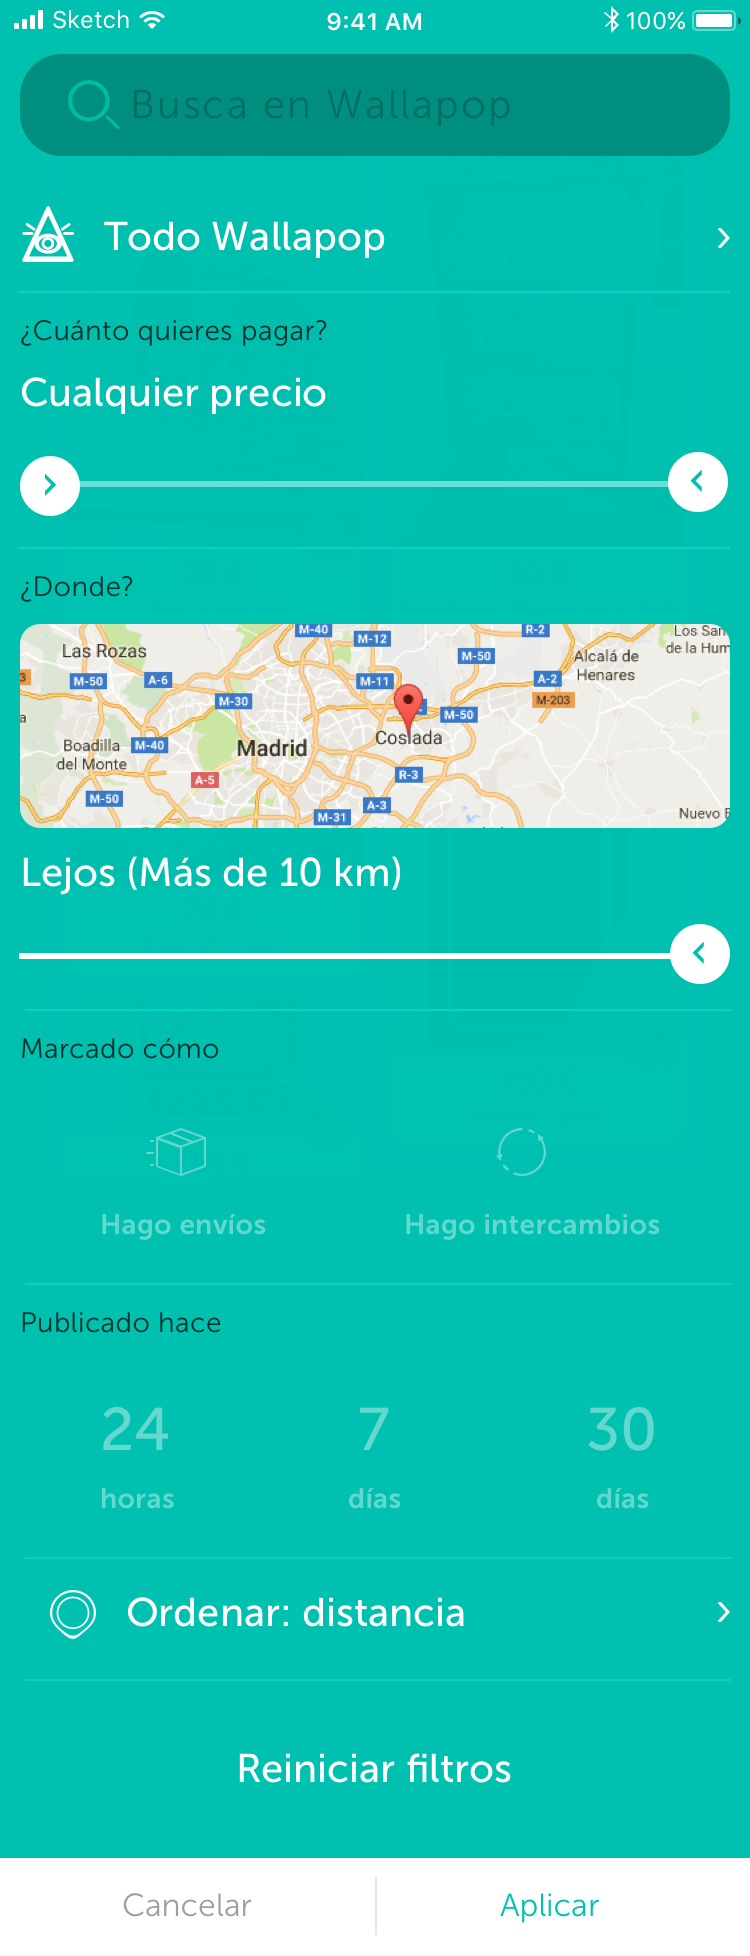 Sketch 9:41 AM 100%
Busca en Wallapop
Todo Wallapop
¿Cuánto quieres pagar?
Cualquier precio
¿Donde?
M-40
M-12
R-2
Los San
de la Hum
Las Rozas
M-50
Alcalá de
Henares
3
M-50
A-6
M-11
A-2
M-30
M-203
a
M-50
Boadilla
del Monte
M-40
Madrid
Coslada
A-5
R-3
M-50
A-3
M-31
Nuevo B
Lejos (Más de 10 km)
Marcado cómo
750 €
Hago envíos
Hago intercambios
Publicado hace
24
7
30
horas
días
días
Ordenar: distancia
Reiniciar filtros
Cancelar
Aplicar